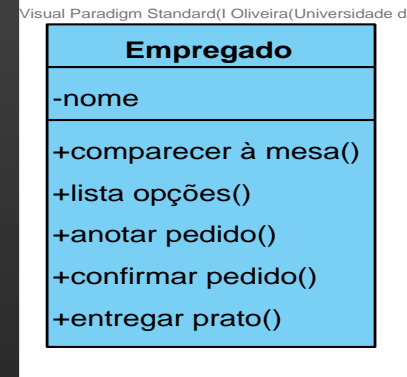 Visual Paradigm Standard(I Oliveira(Universidade d
Empregado
-nome
+comparecer à mesa()
+lista opções()
+anotar pedido()
+confirmar pedido()
+entregar prato()